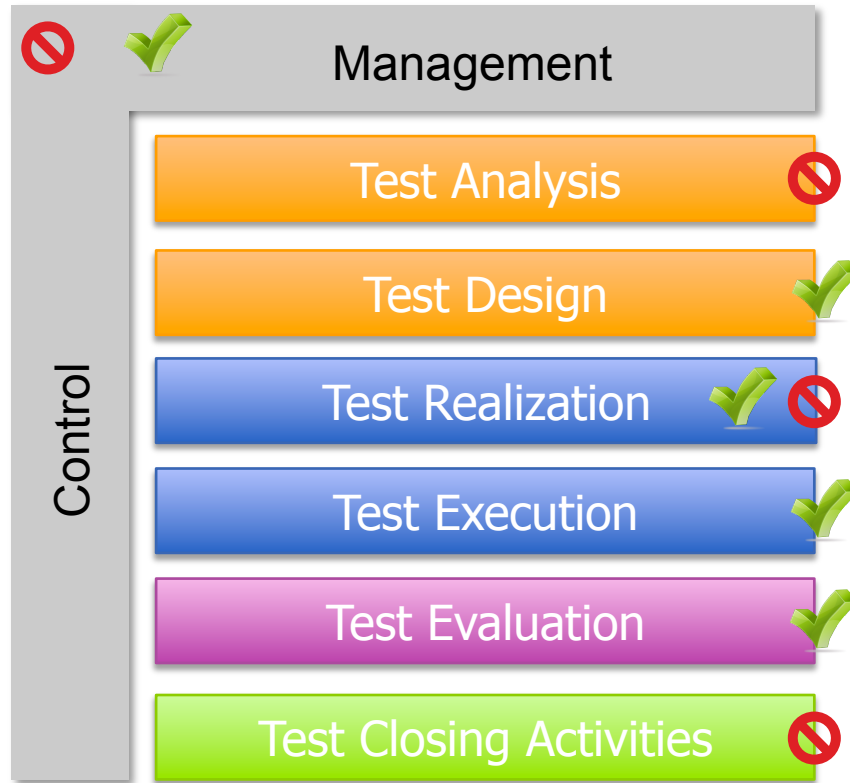 Management
Control
Test Analysis
Test Design
Test Realization
Test Execution
Test Evaluation
Test Closing Activities